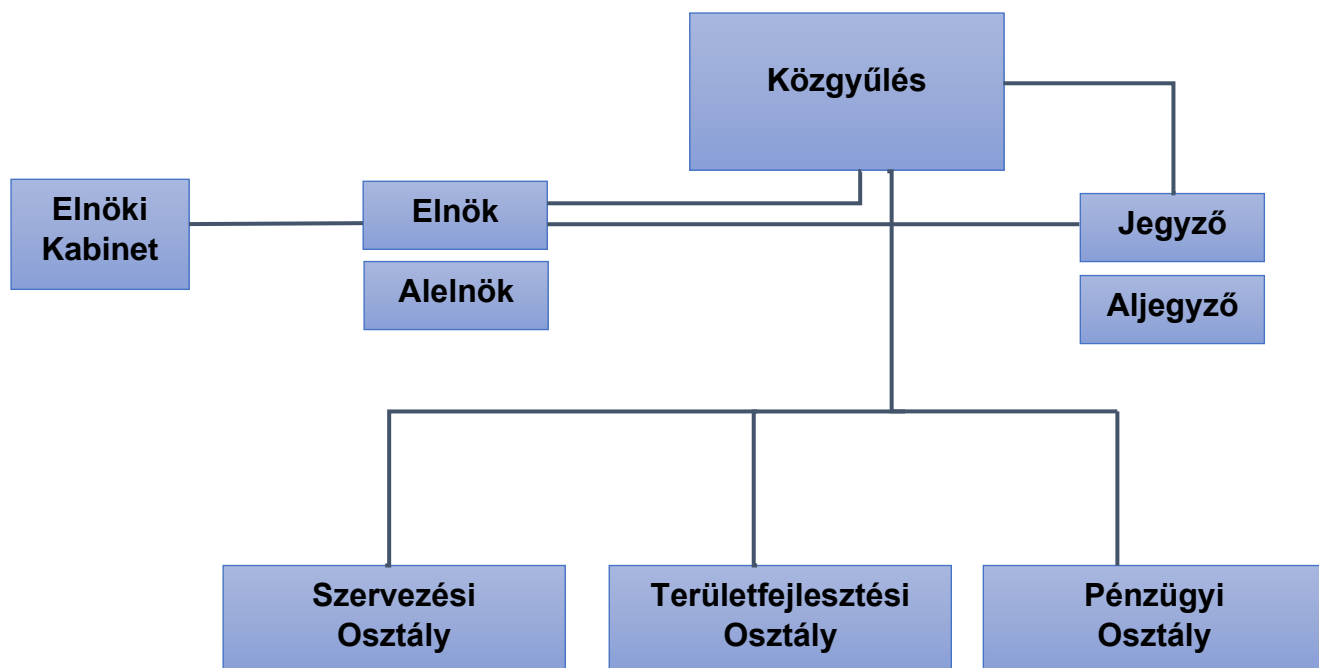 Közgyűlés
Elnöki
Kabinet
Elnök
Alelnök
Jegyző
Aljegyző
Szervezési
Osztály
Területfejlesztési
Osztály
Pénzügyi
Osztály